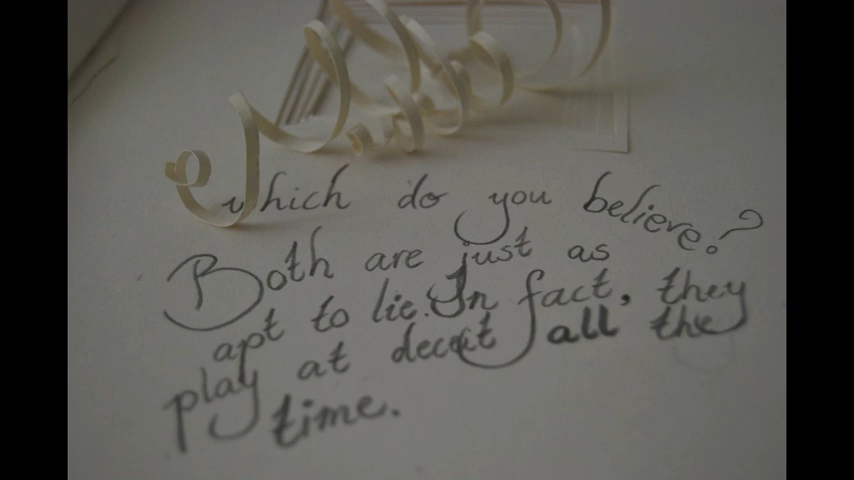 which do you believe?
Both are just as
apt to lie. In fact, they
play at deceit all the
time.